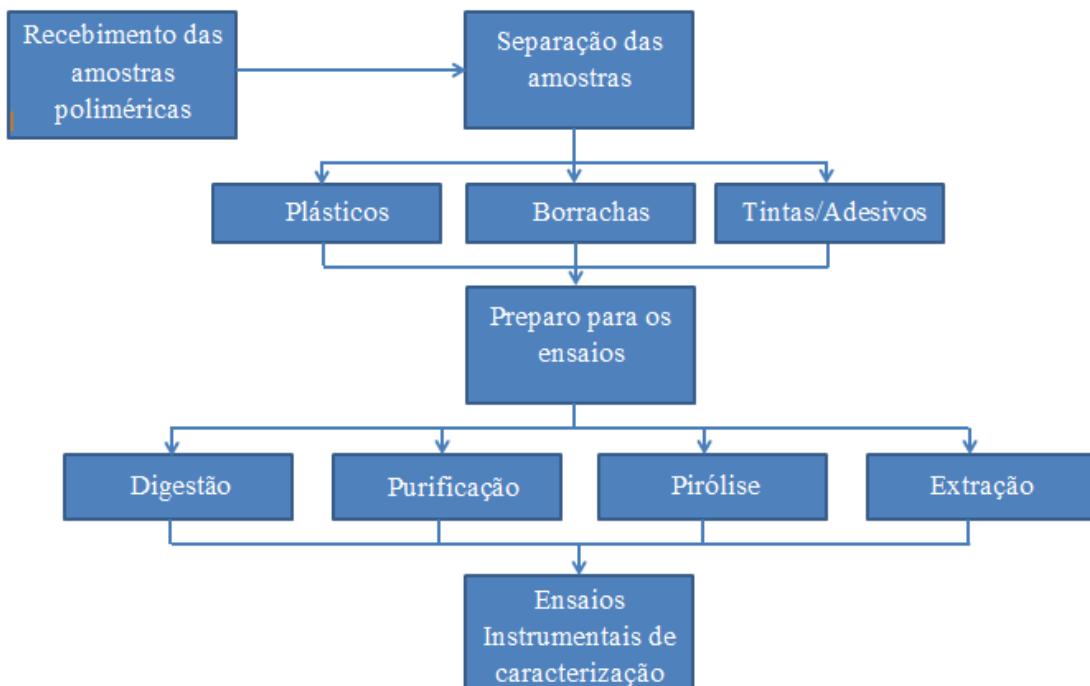 Recebimento das
amostras
poliméricas
Separação das
amostras
Plásticos
Borrachas
Tintas/Adesivos
Preparo para os
ensaios
Digestão
Purificação
Pirólise
Extração
Ensaios
Instrumentais de
caracterização